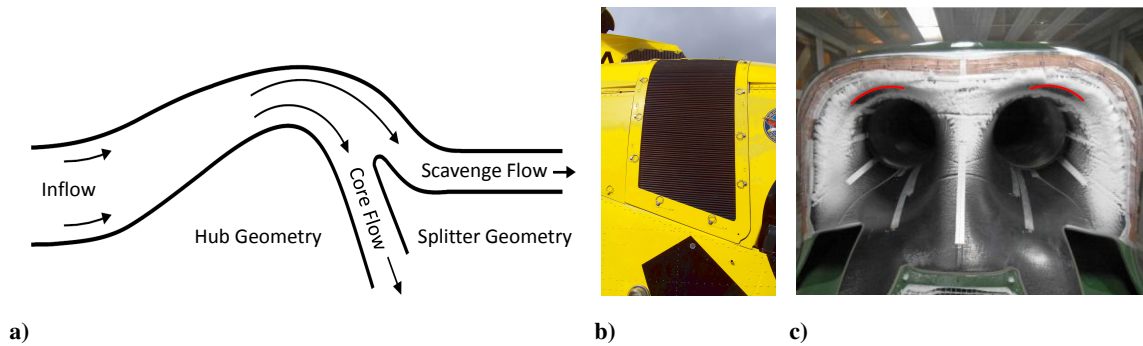 Inflow
Core Flow
Scavenge Flow
Hub Geometry
Splitter Geometry
a)
b)
c)